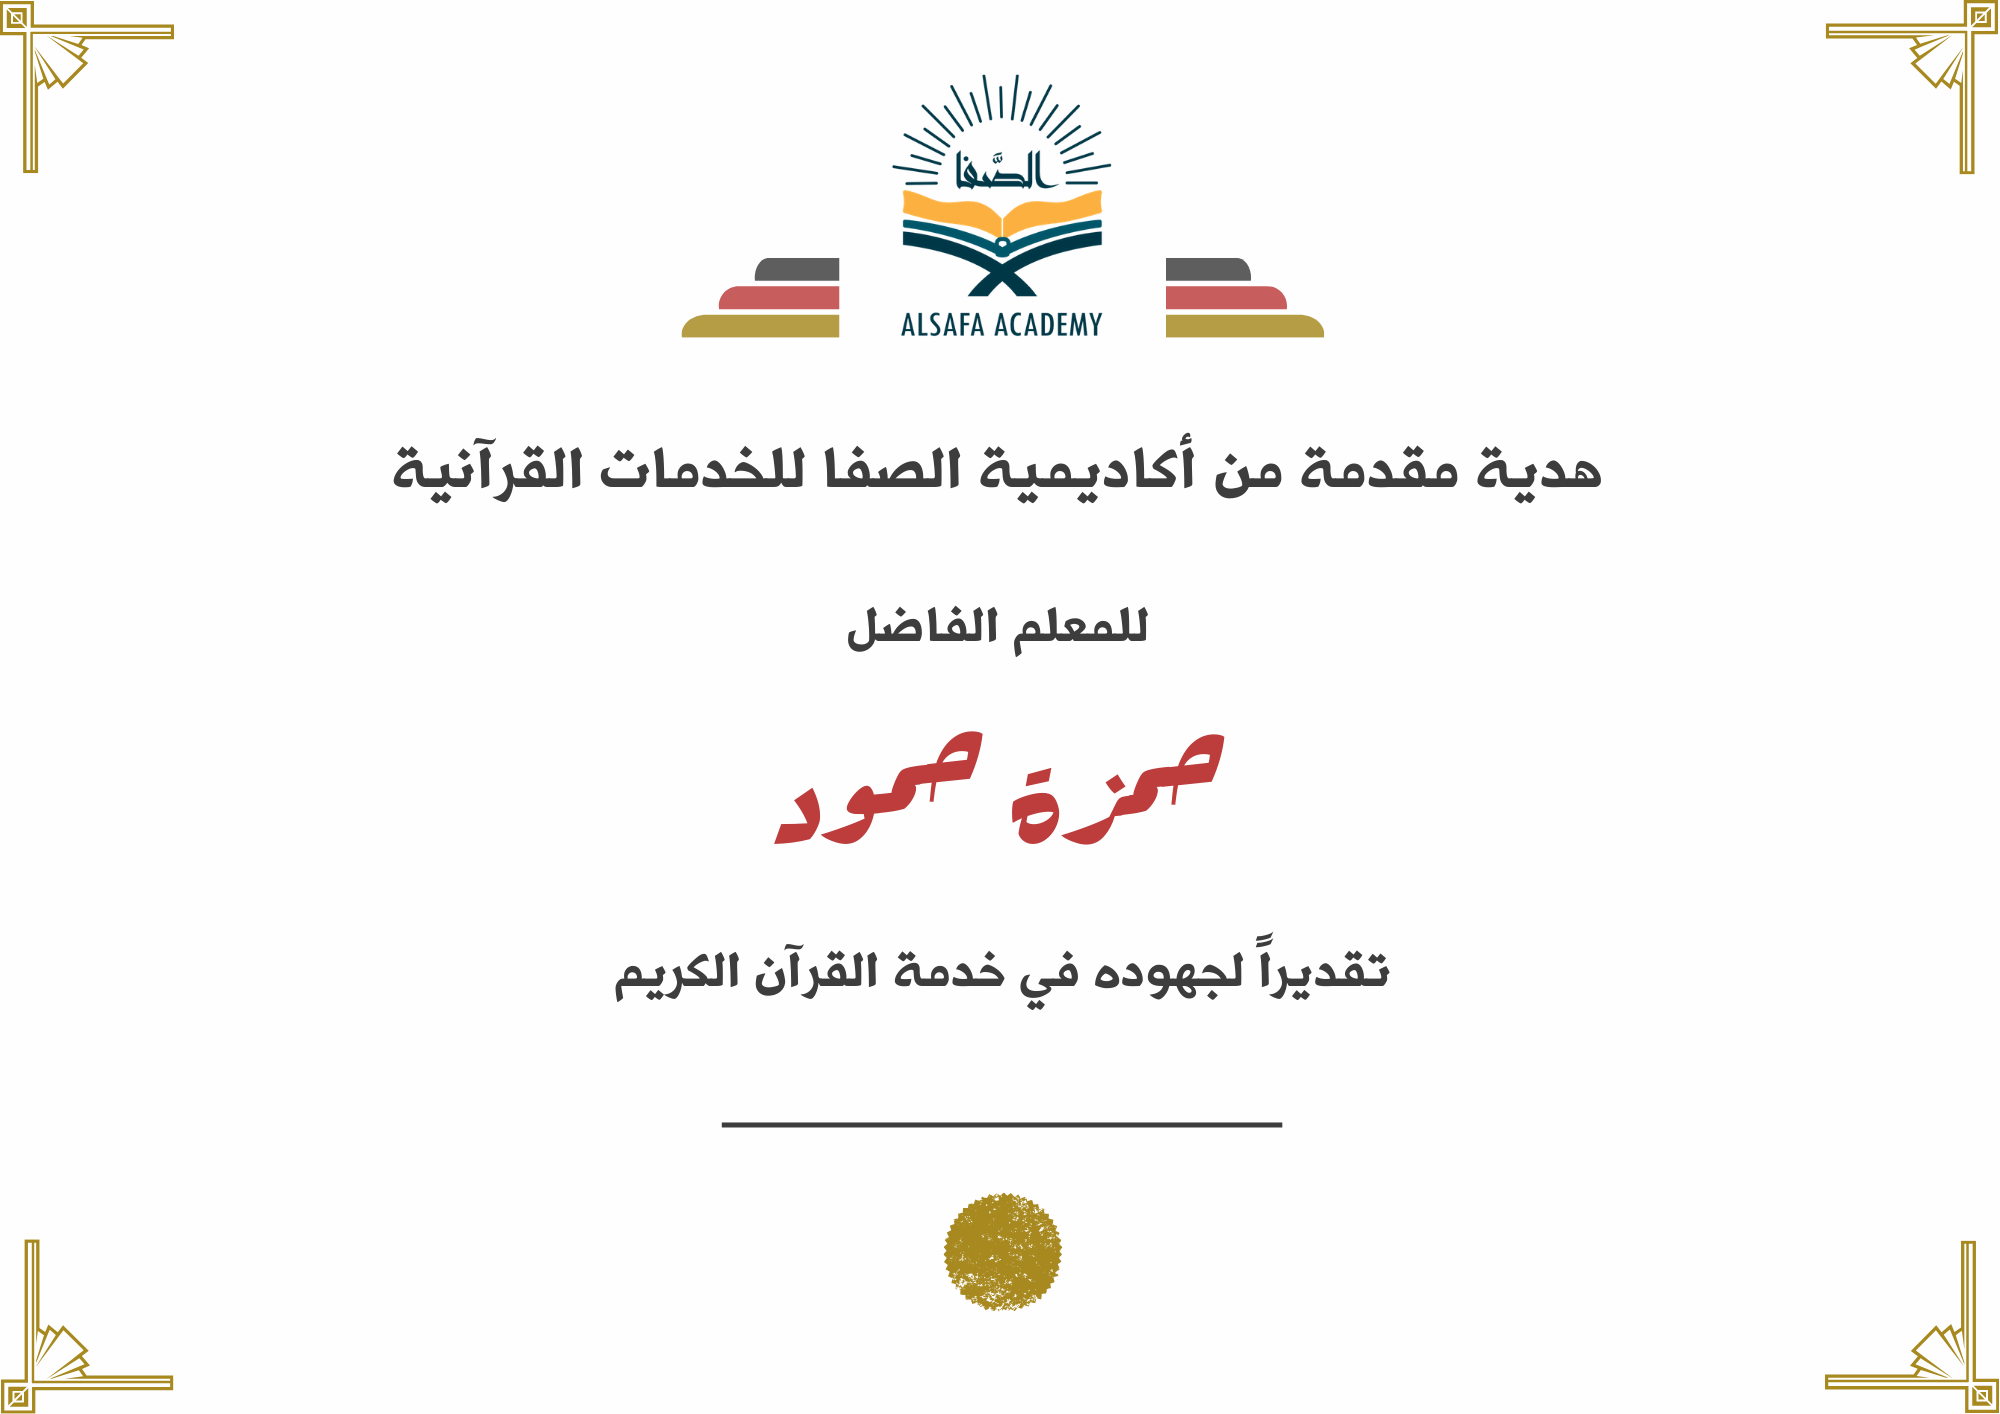 الصَّفا
ALSAFA ACADEMY
هدية مقدمة من أكاديمية الصفا للخدمات القرآنية
للمعلم الفاضل
حمزة حمود
تقديراً لجهوده في خدمة القرآن الكريم